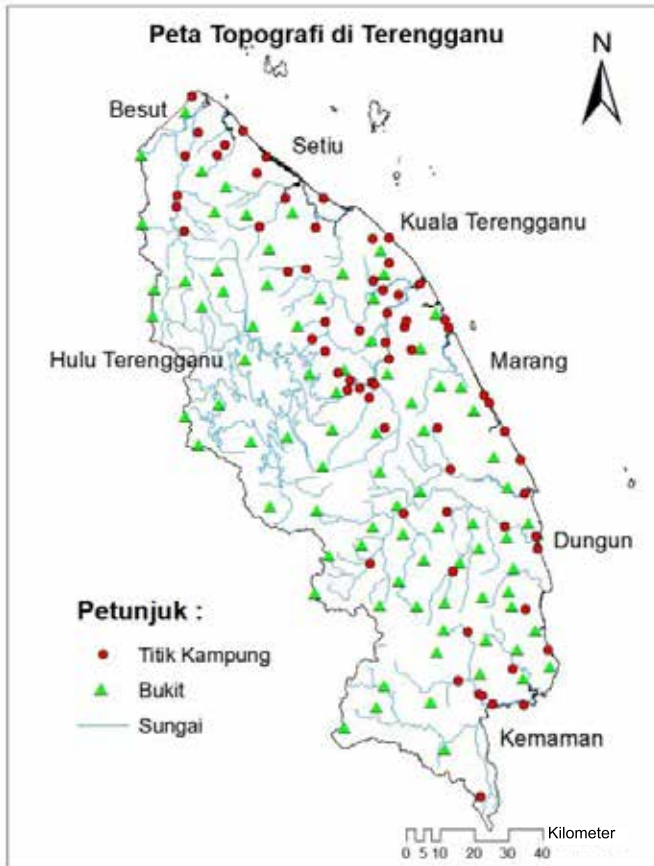 Peta Topografi di Terengganu
N
Besut
Setiu
Kuala Terengganu
Hulu Terengganu
Marang
Dungun
Petunjuk :
Titik Kampung
Bukit
Sungai
Kemaman
Kilometer
0 5 10 20 30 40